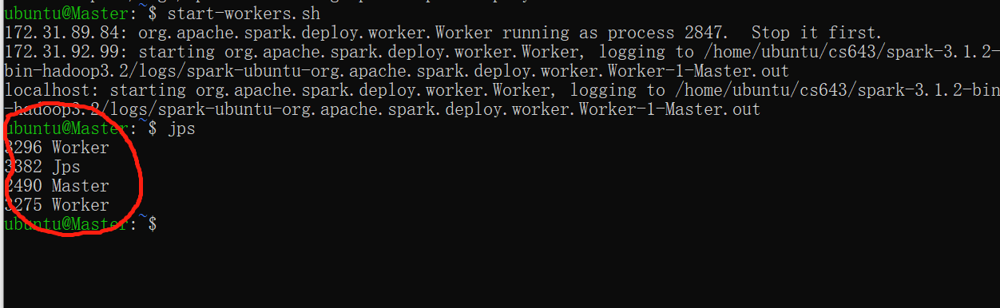 ubuntu@Master:~$ start-workers.sh
172.31.89.84: org.apache.spark.deploy.worker.Worker running as process 2847.  Stop it first.
172.31.92.99: starting org.apache.spark.deploy.worker.Worker, logging to /home/ubuntu/cs643/spark-3.1.2-
bin-hadoop3.2/logs/spark-ubuntu-org.apache.spark.deploy.worker.Worker-1-Master.out
localhost: starting org.apache.spark.deploy.worker.Worker, logging to /home/ubuntu/cs643/spark-3.1.2-bin
-hadoop3.2/logs/spark-ubuntu-org.apache.spark.deploy.worker.Worker-1-Master.out
ubuntu@Master:~$ jps
3296 Worker
3382 Jps
2490 Master
3275 Worker
ubuntu@Master:~$